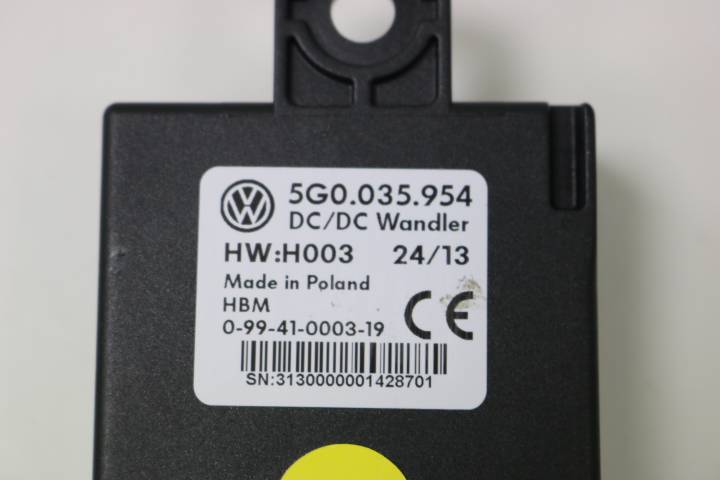 5G0.035.954
DC/DC Wandler
HW:H003 24/13
Made in Poland
HBM
0-99-41-0003-19
CE
SN:3130000001428701